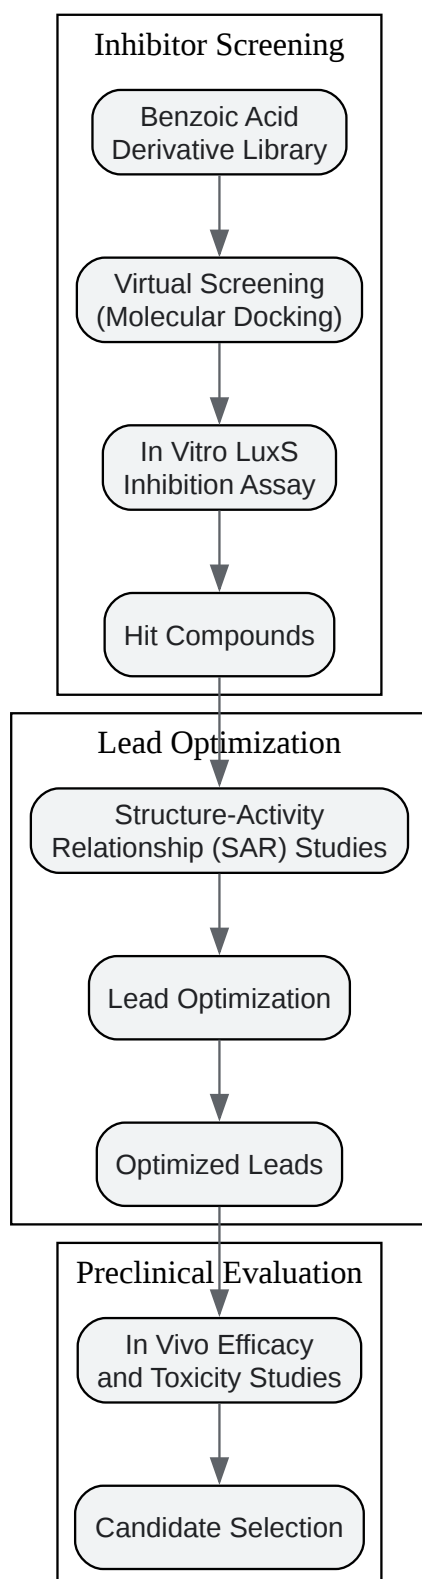 Inhibitor Screening
Benzoic Acid
Derivative Library
Virtual Screening
(Molecular Docking)
In Vitro LuxS
Inhibition Assay
Hit Compounds
Lead Optimization
Structure-Activity
Relationship (SAR) Studies
Lead Optimization
Optimized Leads
Preclinical Evaluation
In Vivo Efficacy
and Toxicity Studies
Candidate Selection